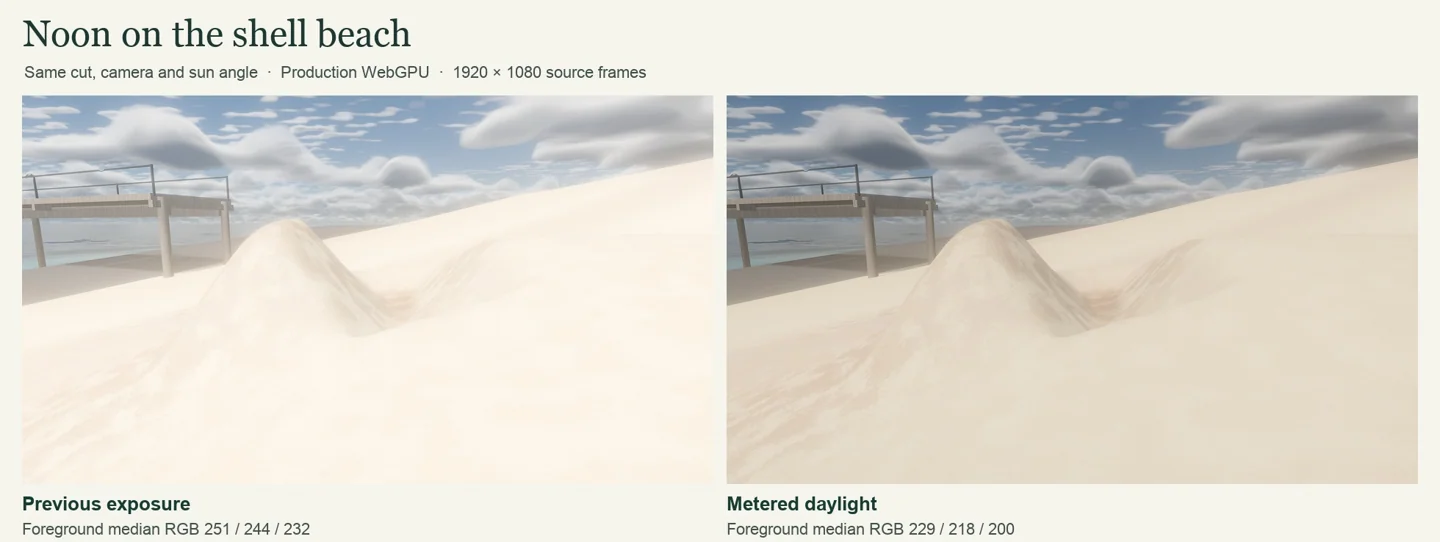 Noon on the shell beach
Same cut, camera and sun angle · Production WebGPU · 1920 × 1080 source frames
Previous exposure
Foreground median RGB 251 / 244 / 232
Metered daylight
Foreground median RGB 229 / 218 / 200